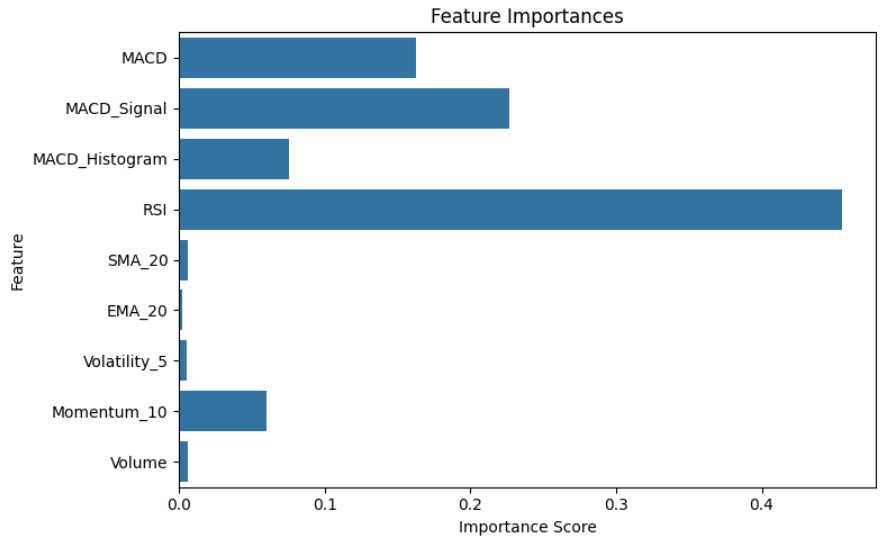 Feature Importances
MACD
MACD_Signal
MACD_Histogram
RSI
SMA_20
EMA_20
Volatility_5
Momentum_10
Volume
Feature
0.0 0.1 0.2 0.3 0.4
Importance Score